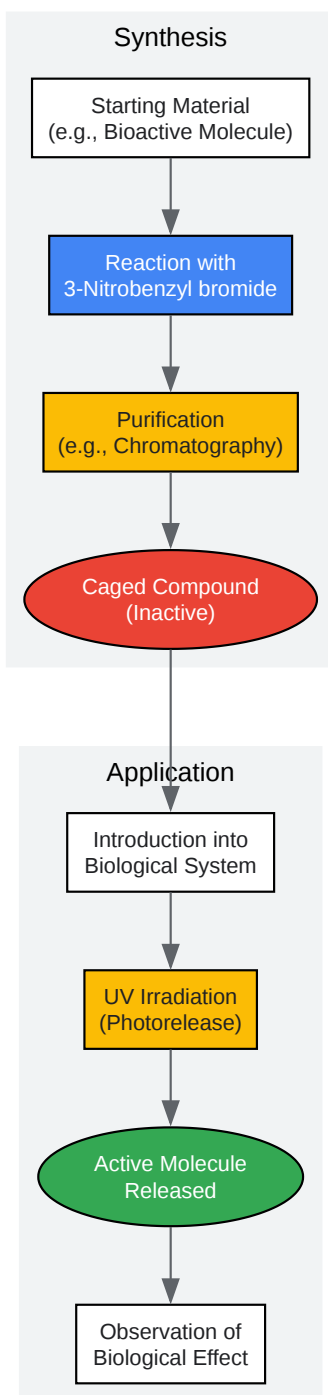 Synthesis
Starting Material
(e.g., Bioactive Molecule)
Reaction with
3-Nitrobenzyl bromide
Purification
(e.g., Chromatography)
Caged Compound
(Inactive)
Application
Introduction into
Biological System
UV Irradiation
(Photorelease)
Active Molecule
Released
Observation of
Biological Effect